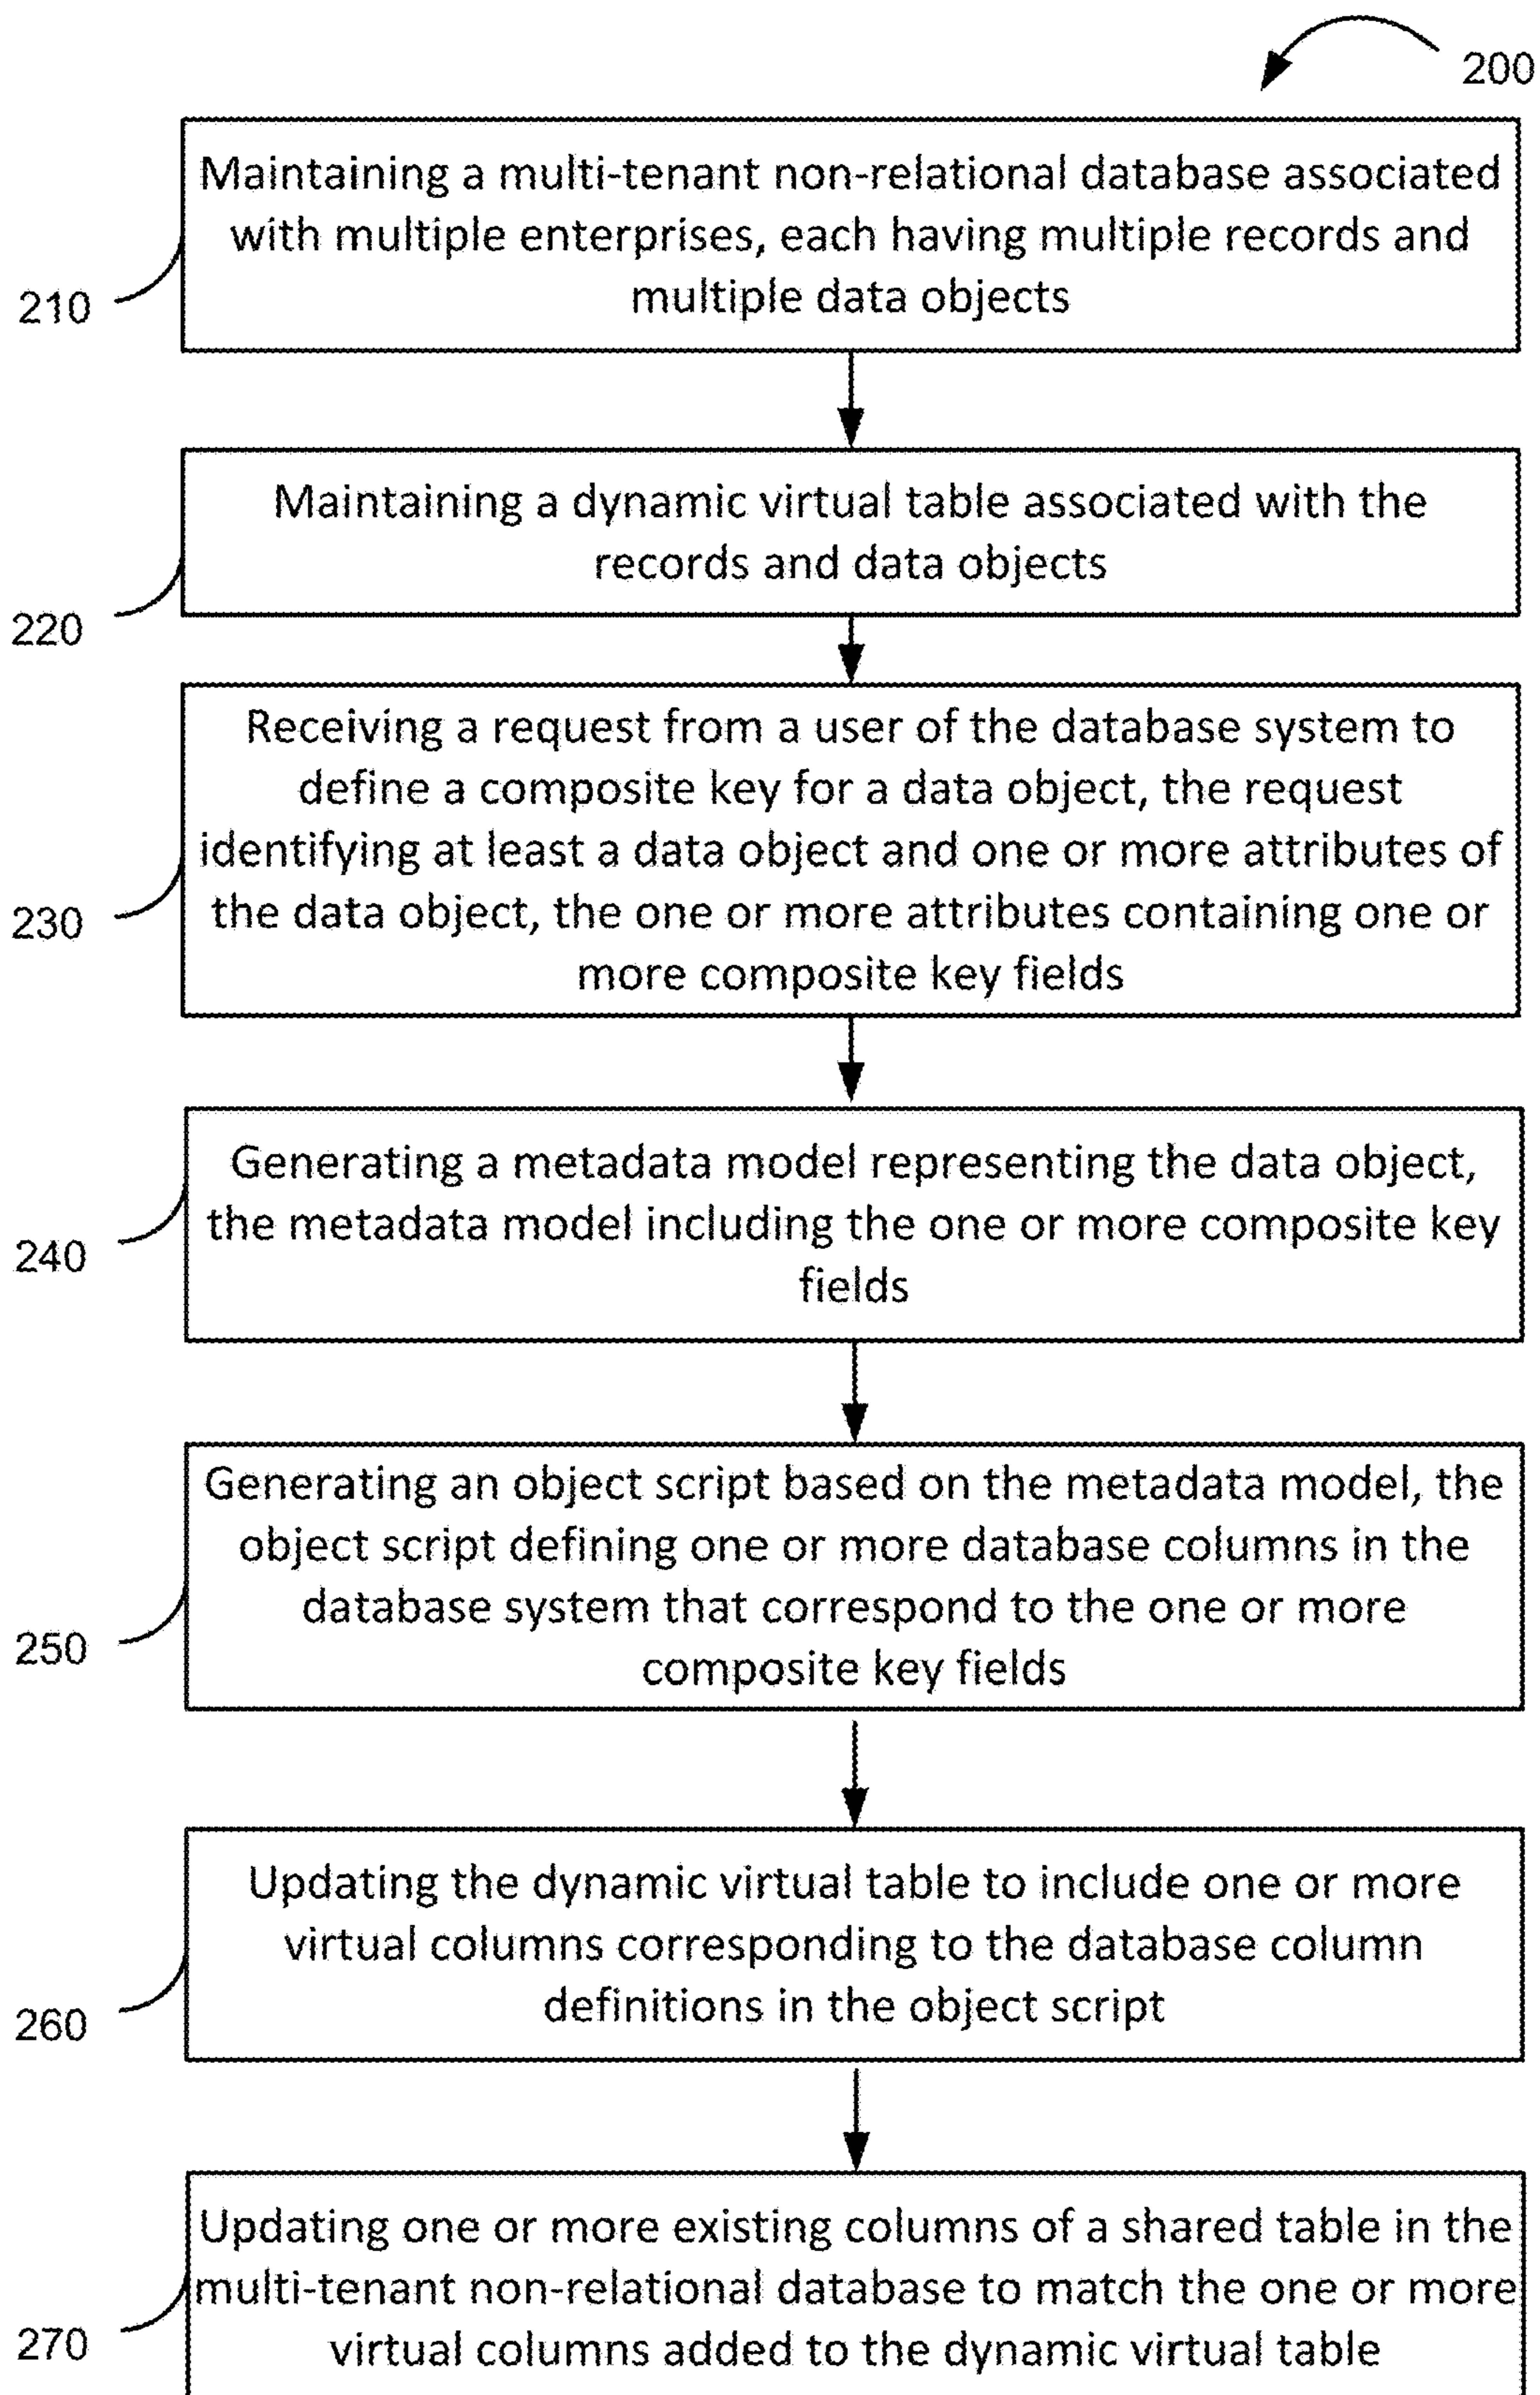 200
Maintaining a multi-tenant non-relational database associated
with multiple enterprises, each having multiple records and
multiple data objects
210
Maintaining a dynamic virtual table associated with the
records and data objects
220
Receiving a request from a user of the database system to
define a composite key for a data object, the request
identifying at least a data object and one or more attributes of
the data object, the one or more attributes containing one or
more composite key fields
230
Generating a metadata model representing the data object,
the metadata model including the one or more composite key
fields
240
Generating an object script based on the metadata model, the
object script defining one or more database columns in the
database system that correspond to the one or more
composite key fields
250
Updating the dynamic virtual table to include one or more
virtual columns corresponding to the database column
definitions in the object script
260
Updating one or more existing columns of a shared table in the
multi-tenant non-relational database to match the one or more
virtual columns added to the dynamic virtual table
270